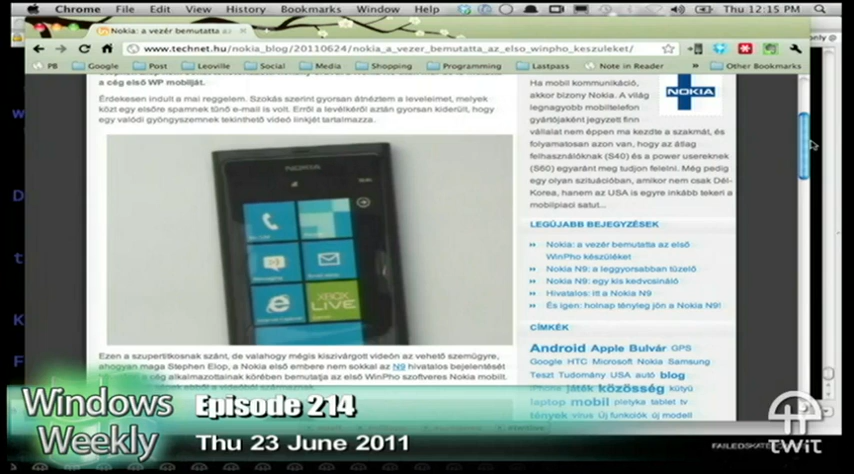 Chrome File Edit View History Bookmarks Window Help Thu 12:15 PM
Nokia: a vezér bemutatta az
www.technet.hu/nokia_blog/20110624/nokia_a_vezer_bemutatta_az_elso_winpho_keszuleket/
PB Google Post Leoville Social Media Shopping Programming Lastpass Note in Reader Other Bookmarks
a cég első WP mobilját.
Érdekesen indult a mai reggelem. Szokás szerint gyorsan átnéztem a leveleimet, melyek
közt egy elsőre spamnek tűnő e-mail is volt. Erről a levélkéről aztán gyorsan kiderült, hogy
egy valódi gyöngyszemnek tekinthető videó linkjét tartalmazza.
NOKIA
XBOX
LIVE
Ezen a szupertitkosnak szánt, de valahogy mégis kiszivárgott videón az vehető szemügyre,
ahogyan maga Stephen Elop, a Nokia első embere nem sokkal az N9 hivatalos bejelentését
a cég alkalmazottainak körében bemutatja az első WinPho szoftveres Nokia mobilt.
Ha mobil kommunikáció,
akkor bizony Nokia. A világ
legnagyobb mobiltelefon
gyártójaként jegyzett finn
vállalat nem éppen ma kezdte a szakmát, és
folyamatosan azon van, hogy az átlag
felhasználóknak (S40) és a power usereknek
(S60) egyaránt meg tudjon felelni. Még pedig
egy olyan szituációban, amikor nem csak Dél-
Korea, hanem az USA is egyre inkább tekeri a
mobilpiaci satut...
NOKIA
LEGÚJABB BEJEGYZÉSEK
Nokia: a vezér bemutatta az első
WinPho készüléket
Nokia N9: a leggyorsabban tüzelő
Nokia N9: egy kis kedvcsináló
Hivatalos: itt a Nokia N9
És igen: holnap tényleg jön a Nokia N9!
CÍMKÉK
Android Apple Bulvár GPS
Google HTC Microsoft Nokia Samsung
Teszt Tudomány USA autó blog
iPhone játék közösség kütyü
laptop mobil pletyka tablet tv
tények vírus Új funkciók új modell
Windows
Weekly
Episode 214
Thu 23 June 2011
TWiT